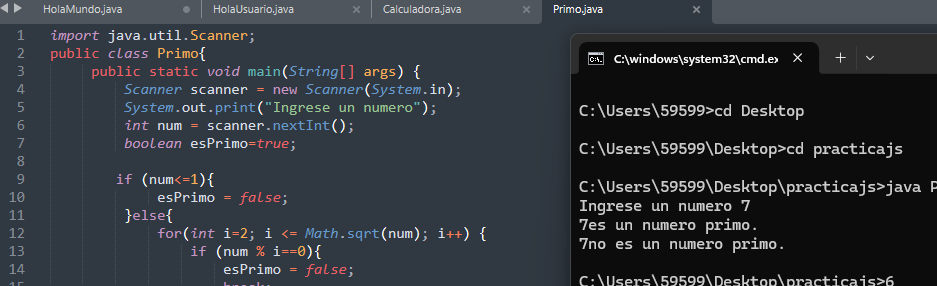 HolaMundo.java HolaUsuario.java Calculadora.java Primo.java
1 import java.util.Scanner;
2 public class Primo{
3 public static void main(String[] args) {
4 Scanner scanner = new Scanner(System.in);
5 System.out.print("Ingrese un numero");
6 int num = scanner.nextInt();
7 boolean esPrimo=true;
8
9 if (num<=1){
10 esPrimo = false;
11 }else{
12 for(int i=2; i <= Math.sqrt(num); i++) {
13 if (num % i==0){
14 esPrimo = false;
15
C:\windows\system32\cmd.ex
C:\Users\59599>cd Desktop
C:\Users\59599\Desktop>cd practicajs
C:\Users\59599\Desktop\practicajs>java P
Ingrese un numero 7
7es un numero primo.
7no es un numero primo.
C:\Users\59599\Desktop\practicajs>6